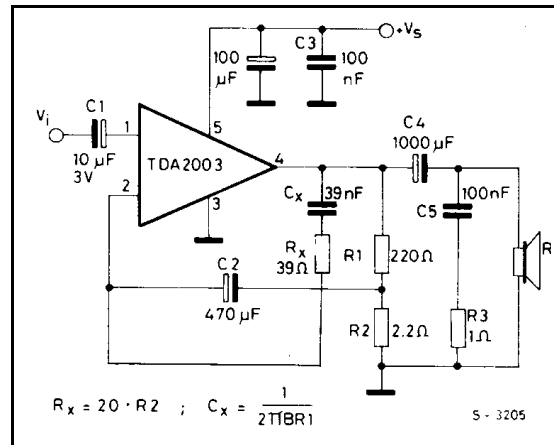 +Vs
100 µF
C3
100 nF
Vi
C1
10 µF
3V
1
5
TDA2003
4
2
3
C4
1000 µF
Cx
39nF
100nF
C5
Rx
39Ω
R1
220Ω
C2
470 µF
R2
2.2Ω
R3
1Ω
R
Rx = 20 · R2 ; Cx = 1 / 2πBR1
S - 3205